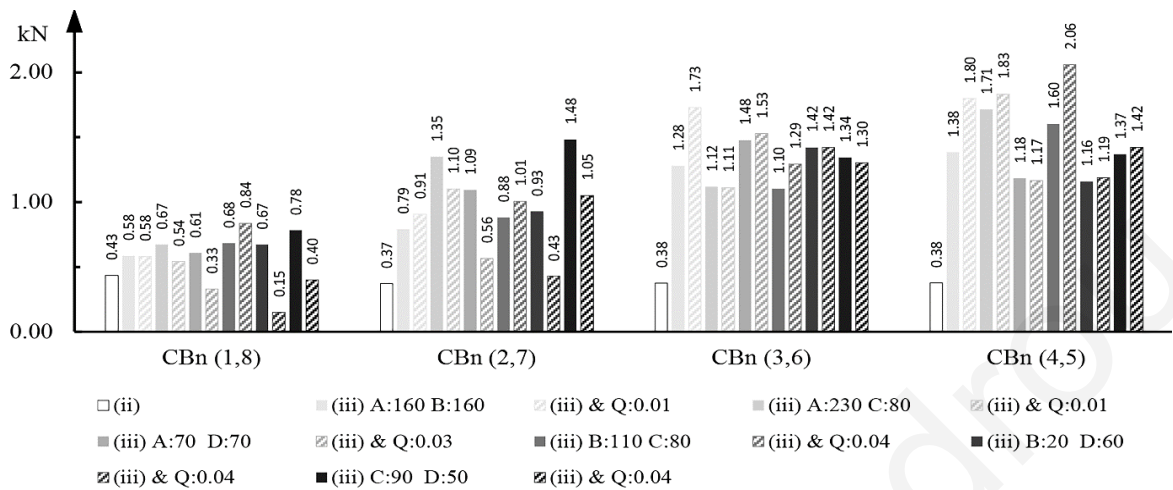 kN
2.00
1.00
0.00
0.43 0.58 0.58 0.67 0.54 0.61 0.33 0.68 0.84 0.67 0.15 0.78 0.40
0.37 0.79 0.91 1.35 1.10 1.09 0.56 0.88 1.01 0.93 0.43 1.48 1.05
0.38 1.28 1.73 1.12 1.11 1.48 1.53 1.10 1.29 1.42 1.42 1.34 1.30
0.38 1.38 1.80 1.71 1.83 1.18 1.17 1.60 2.06 1.16 1.19 1.37 1.42
CBn (1,8) CBn (2,7) CBn (3,6) CBn (4,5)
(ii) (iii) A:160 B:160 (iii) & Q:0.01 (iii) A:230 C:80 (iii) & Q:0.01
(iii) A:70 D:70 (iii) & Q:0.03 (iii) B:110 C:80 (iii) & Q:0.04 (iii) B:20 D:60
(iii) & Q:0.04 (iii) C:90 D:50 (iii) & Q:0.04